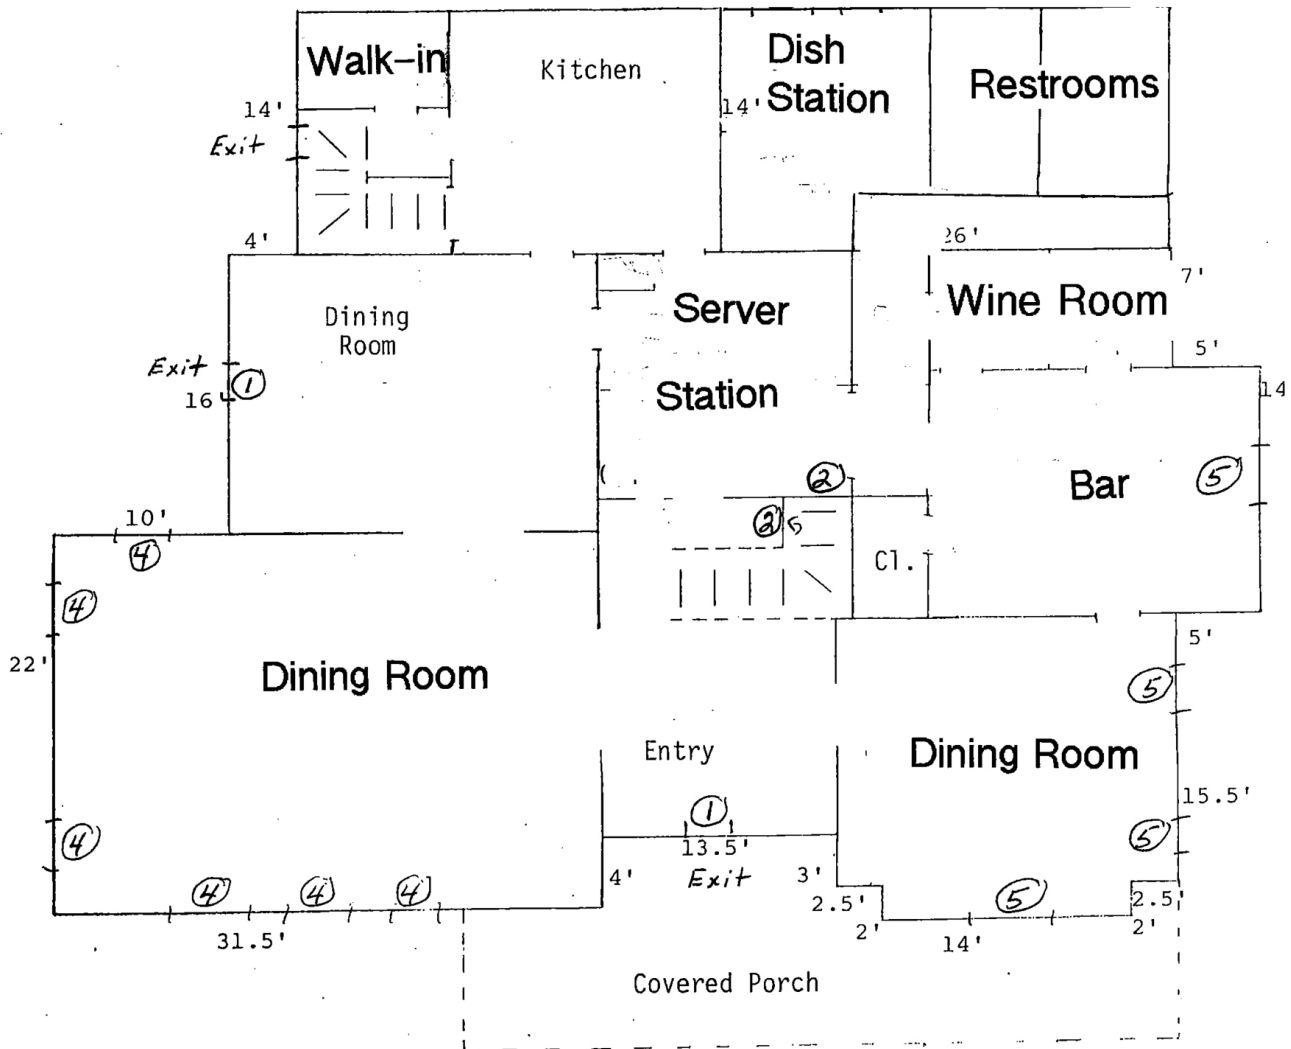 Walk-in
Kitchen
Dish
Station
Restrooms
14'
14'
Exit
4'
26'
7'
Dining
Room
Server
Station
Wine Room
5'
Exit
1
16'
14
Bar
5
2
2
5
10'
4
4
Cl.
22'
Dining Room
5'
5
Entry
Dining Room
15.5'
1
13.5'
Exit
5
4
4
4
4
31.5'
4'
3'
2.5'
2'
5
14'
2.5'
2'
Covered Porch